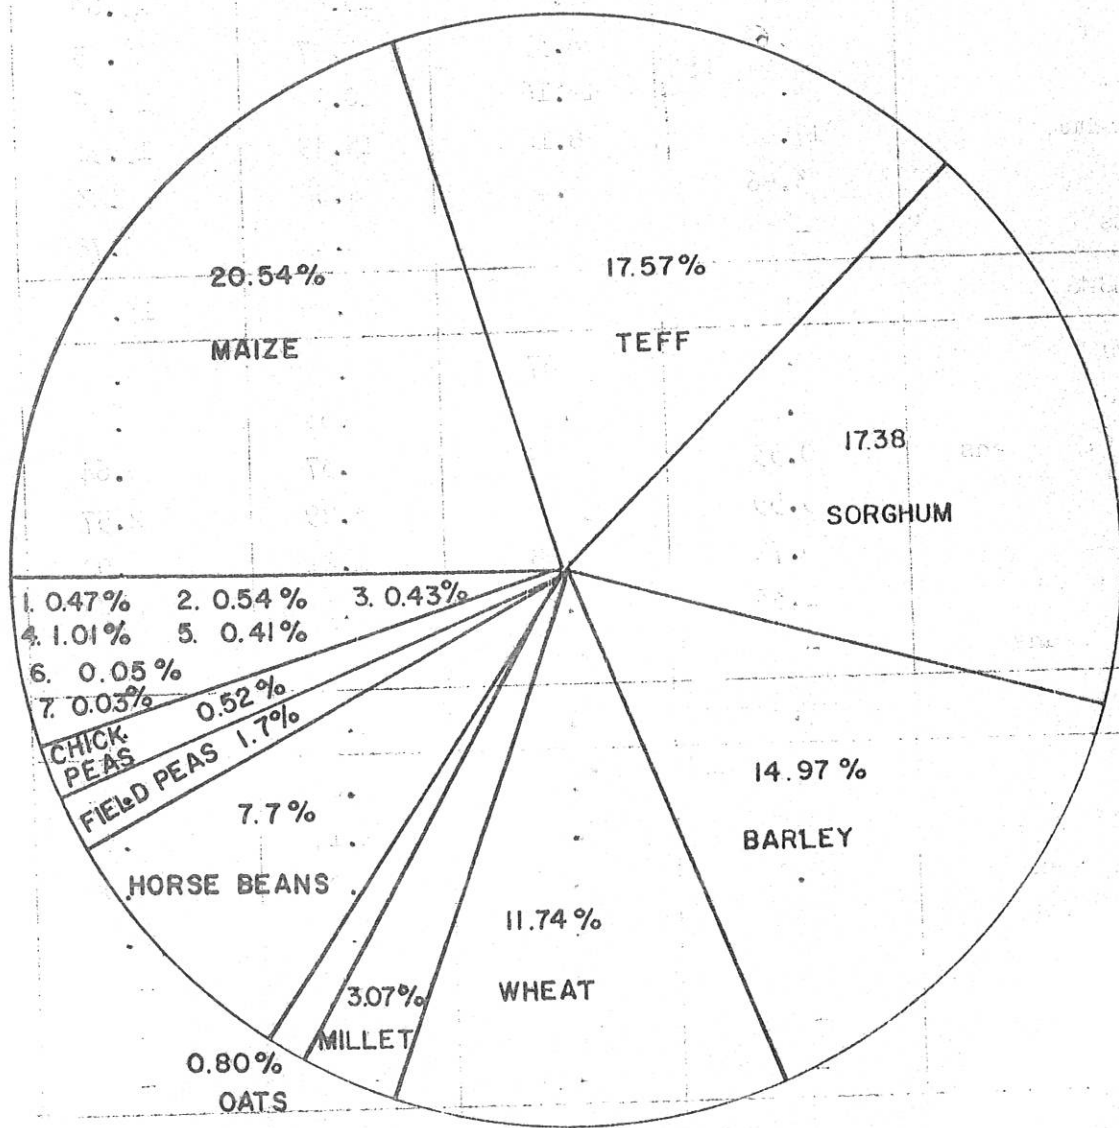 20.54%
MAIZE
17.57%
TEFF
17.38
SORGHUM
1. 0.47% 2. 0.54% 3. 0.43%
4. 1.01% 5. 0.41%
6. 0.05%
7. 0.03%
0.52%
CHICK
PEAS
FIELD PEAS 1.7%
7.7%
HORSE BEANS
0.80%
OATS
3.07%
MILLET
11.74%
WHEAT
14.97%
BARLEY